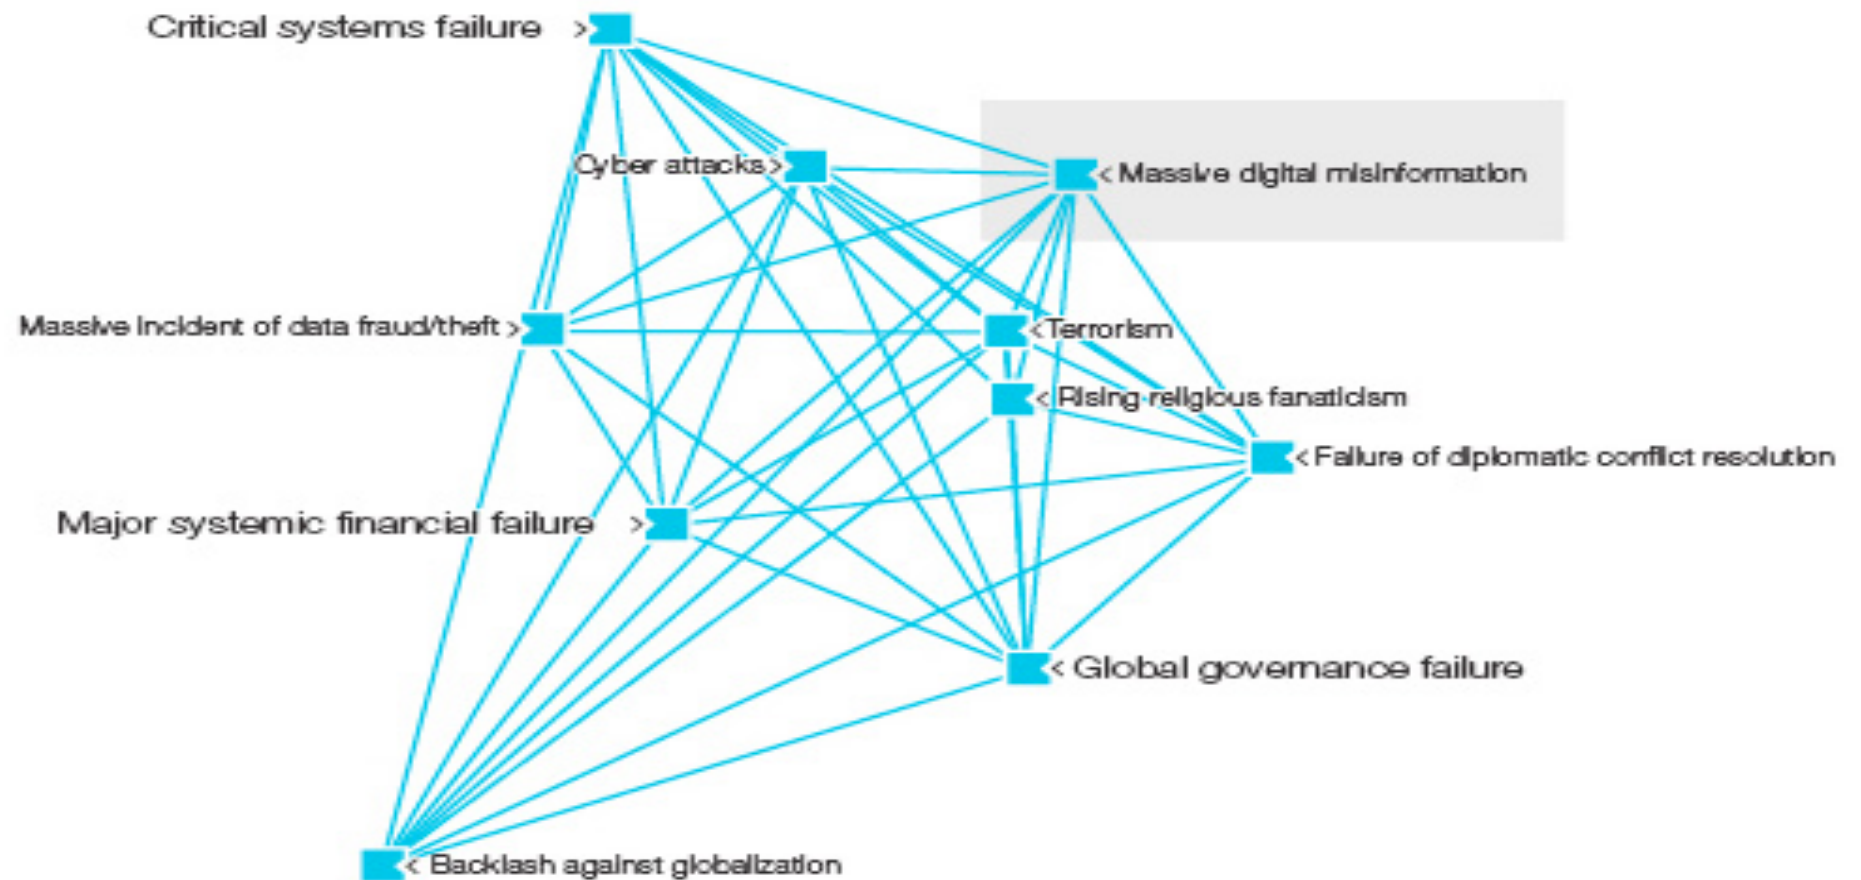 Critical systems failure >
Cyber attacks>
< Massive digital misinformation
Massive incident of data fraud/theft >
<Terrorism
< Rising religious fanaticism
< Failure of diplomatic conflict resolution
Major systemic financial failure >
< Global governance failure
< Backlash against globalization